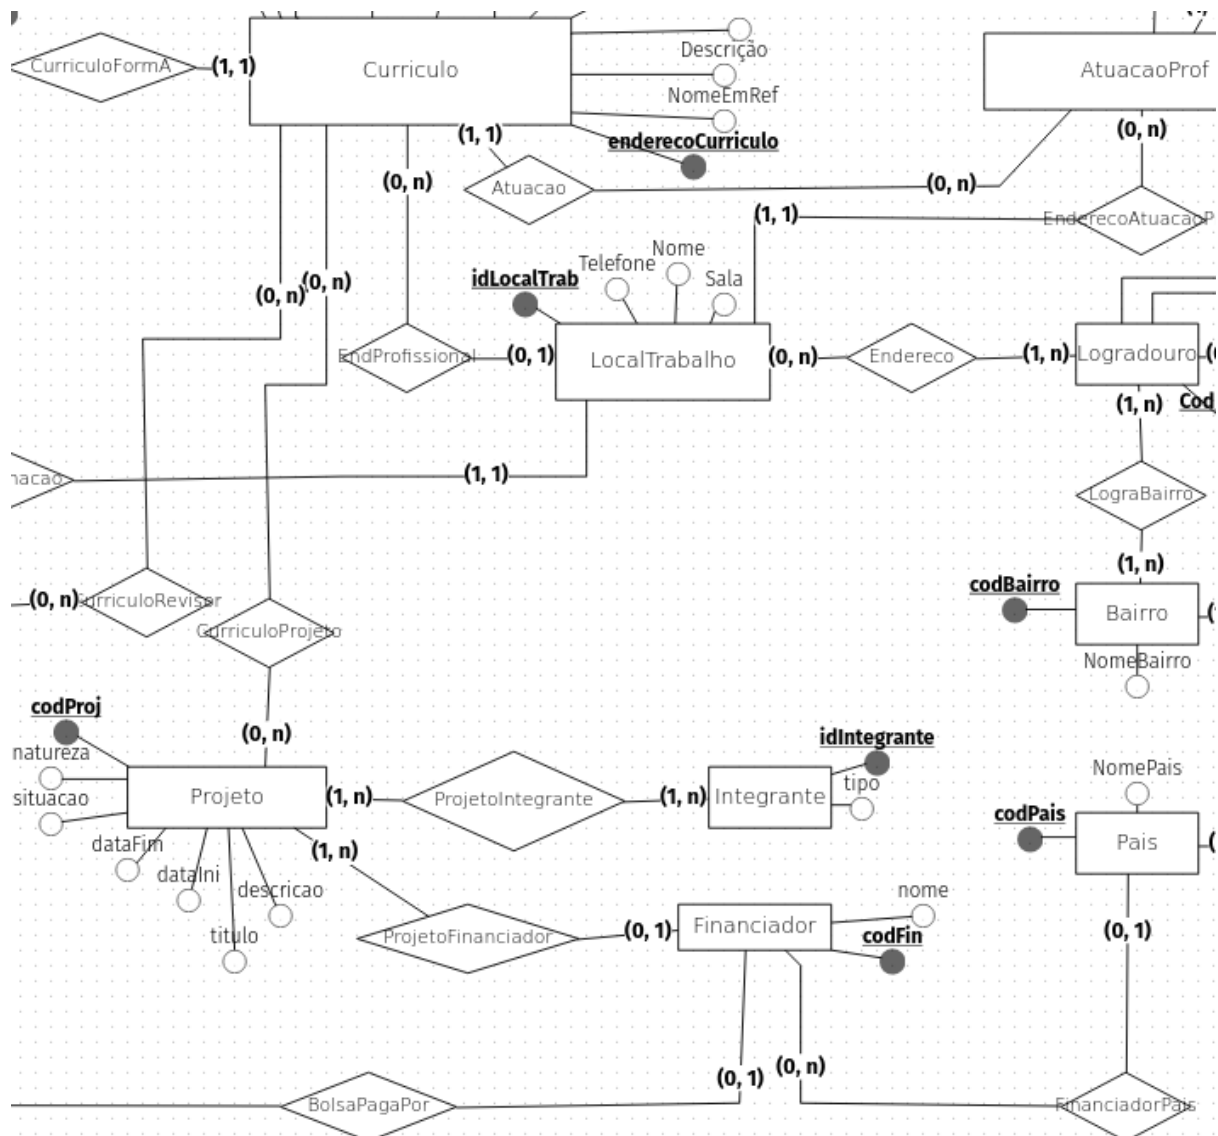 CurriculoFormA
(1, 1)
Curriculo
Descrição
NomeEmRef
enderecoCurriculo
AtuacaoProf
(1, 1)
(0, n)
(0, n)
Atuacao
(0, n)
(1, 1)
EnderecoAtuacaoP
(0, n)
(0, n)
idLocalTrab
Telefone
Nome
Sala
EndProfissional
(0, 1)
LocalTrabalho
(0, n)
Endereco
(1, n)
Logradouro
(1, n)
Cod
(1, 1)
LograBairro
(1, n)
codBairro
Bairro
NomeBairro
(0, n)
CurriculoRevisor
CurriculoProjeto
(0, n)
codProj
natureza
situacao
dataFim
dataIni
titulo
descricao
Projeto
(1, n)
ProjetoIntegrante
(1, n)
Integrante
idIntegrante
tipo
NomePais
codPais
Pais
(1, n)
ProjetoFinanciador
(0, 1)
Financiador
nome
codFin
(0, 1)
(0, 1)
(0, n)
BolsaPagaPor
FinanciadorPais